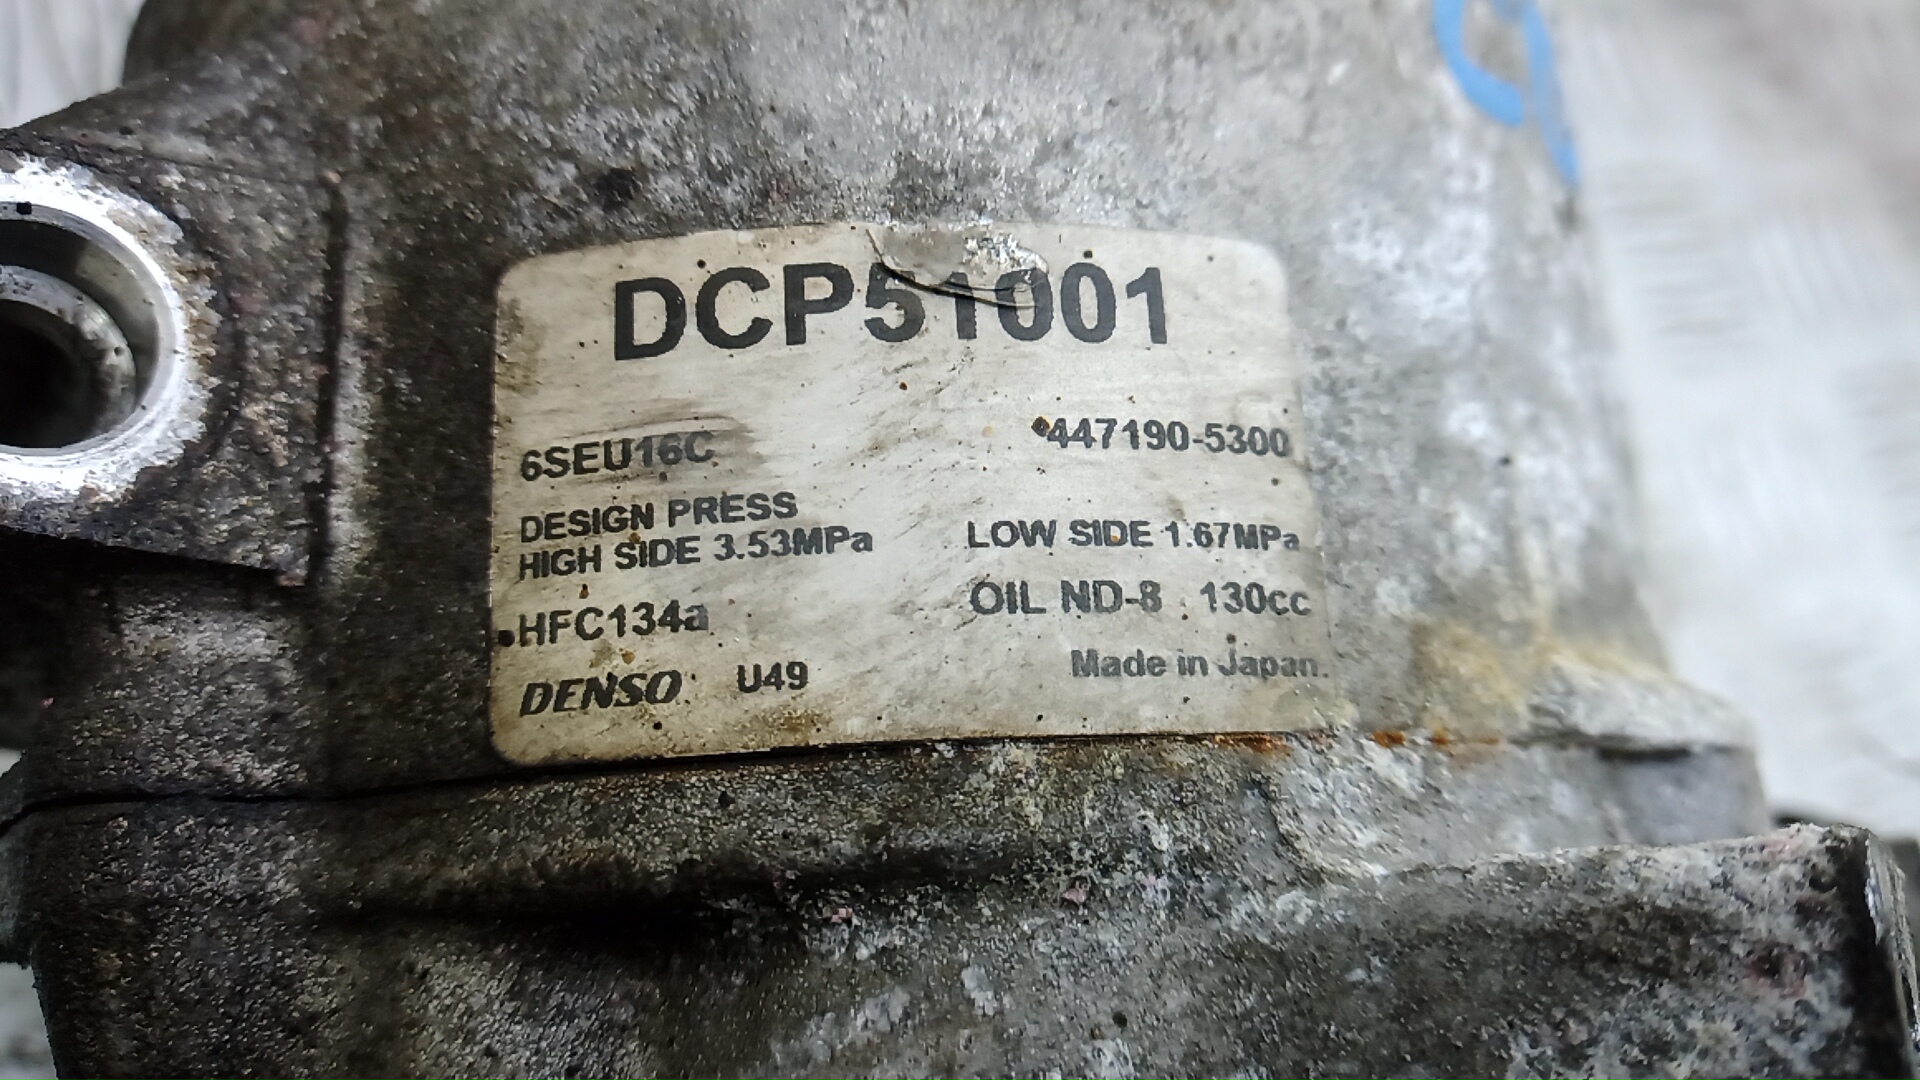 DCP51001
6SEU16C 447190-5300
DESIGN PRESS
HIGH SIDE 3.53MPa LOW SIDE 1.67MPa
HFC134a OIL ND-8 130cc
DENSO U49 Made in Japan.